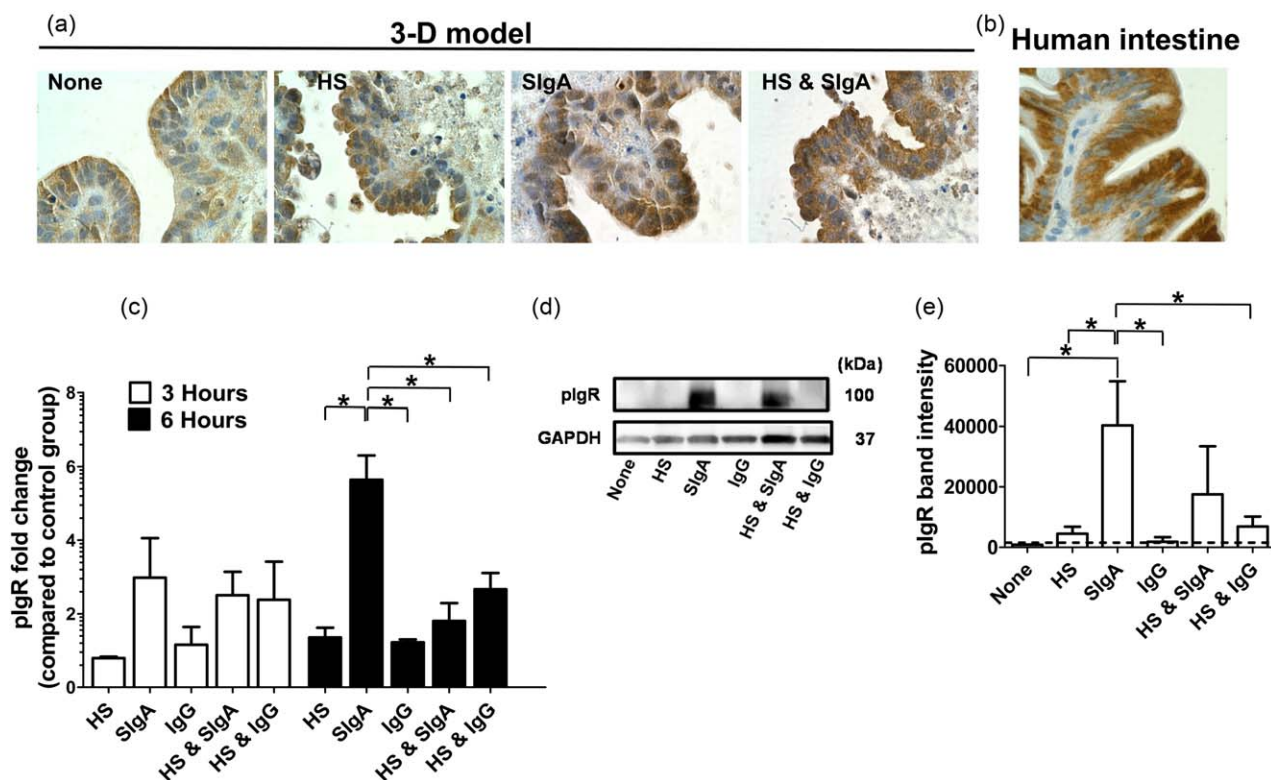 (a)
3-D model
(b)
Human intestine
None
HS
SIgA
HS & SIgA
(c)
3 Hours
6 Hours
pIgR fold change
(compared to control group)
8
6
4
2
0
*
*
*
*
HS
SIgA
IgG
HS & SIgA
HS & IgG
HS
SIgA
IgG
HS & SIgA
HS & IgG
(d)
(kDa)
pIgR
100
GAPDH
37
None
HS
SIgA
IgG
HS & SIgA
HS & IgG
(e)
pIgR band intensity
60000
40000
20000
0
*
*
*
*
None
HS
SIgA
IgG
HS & SIgA
HS & IgG